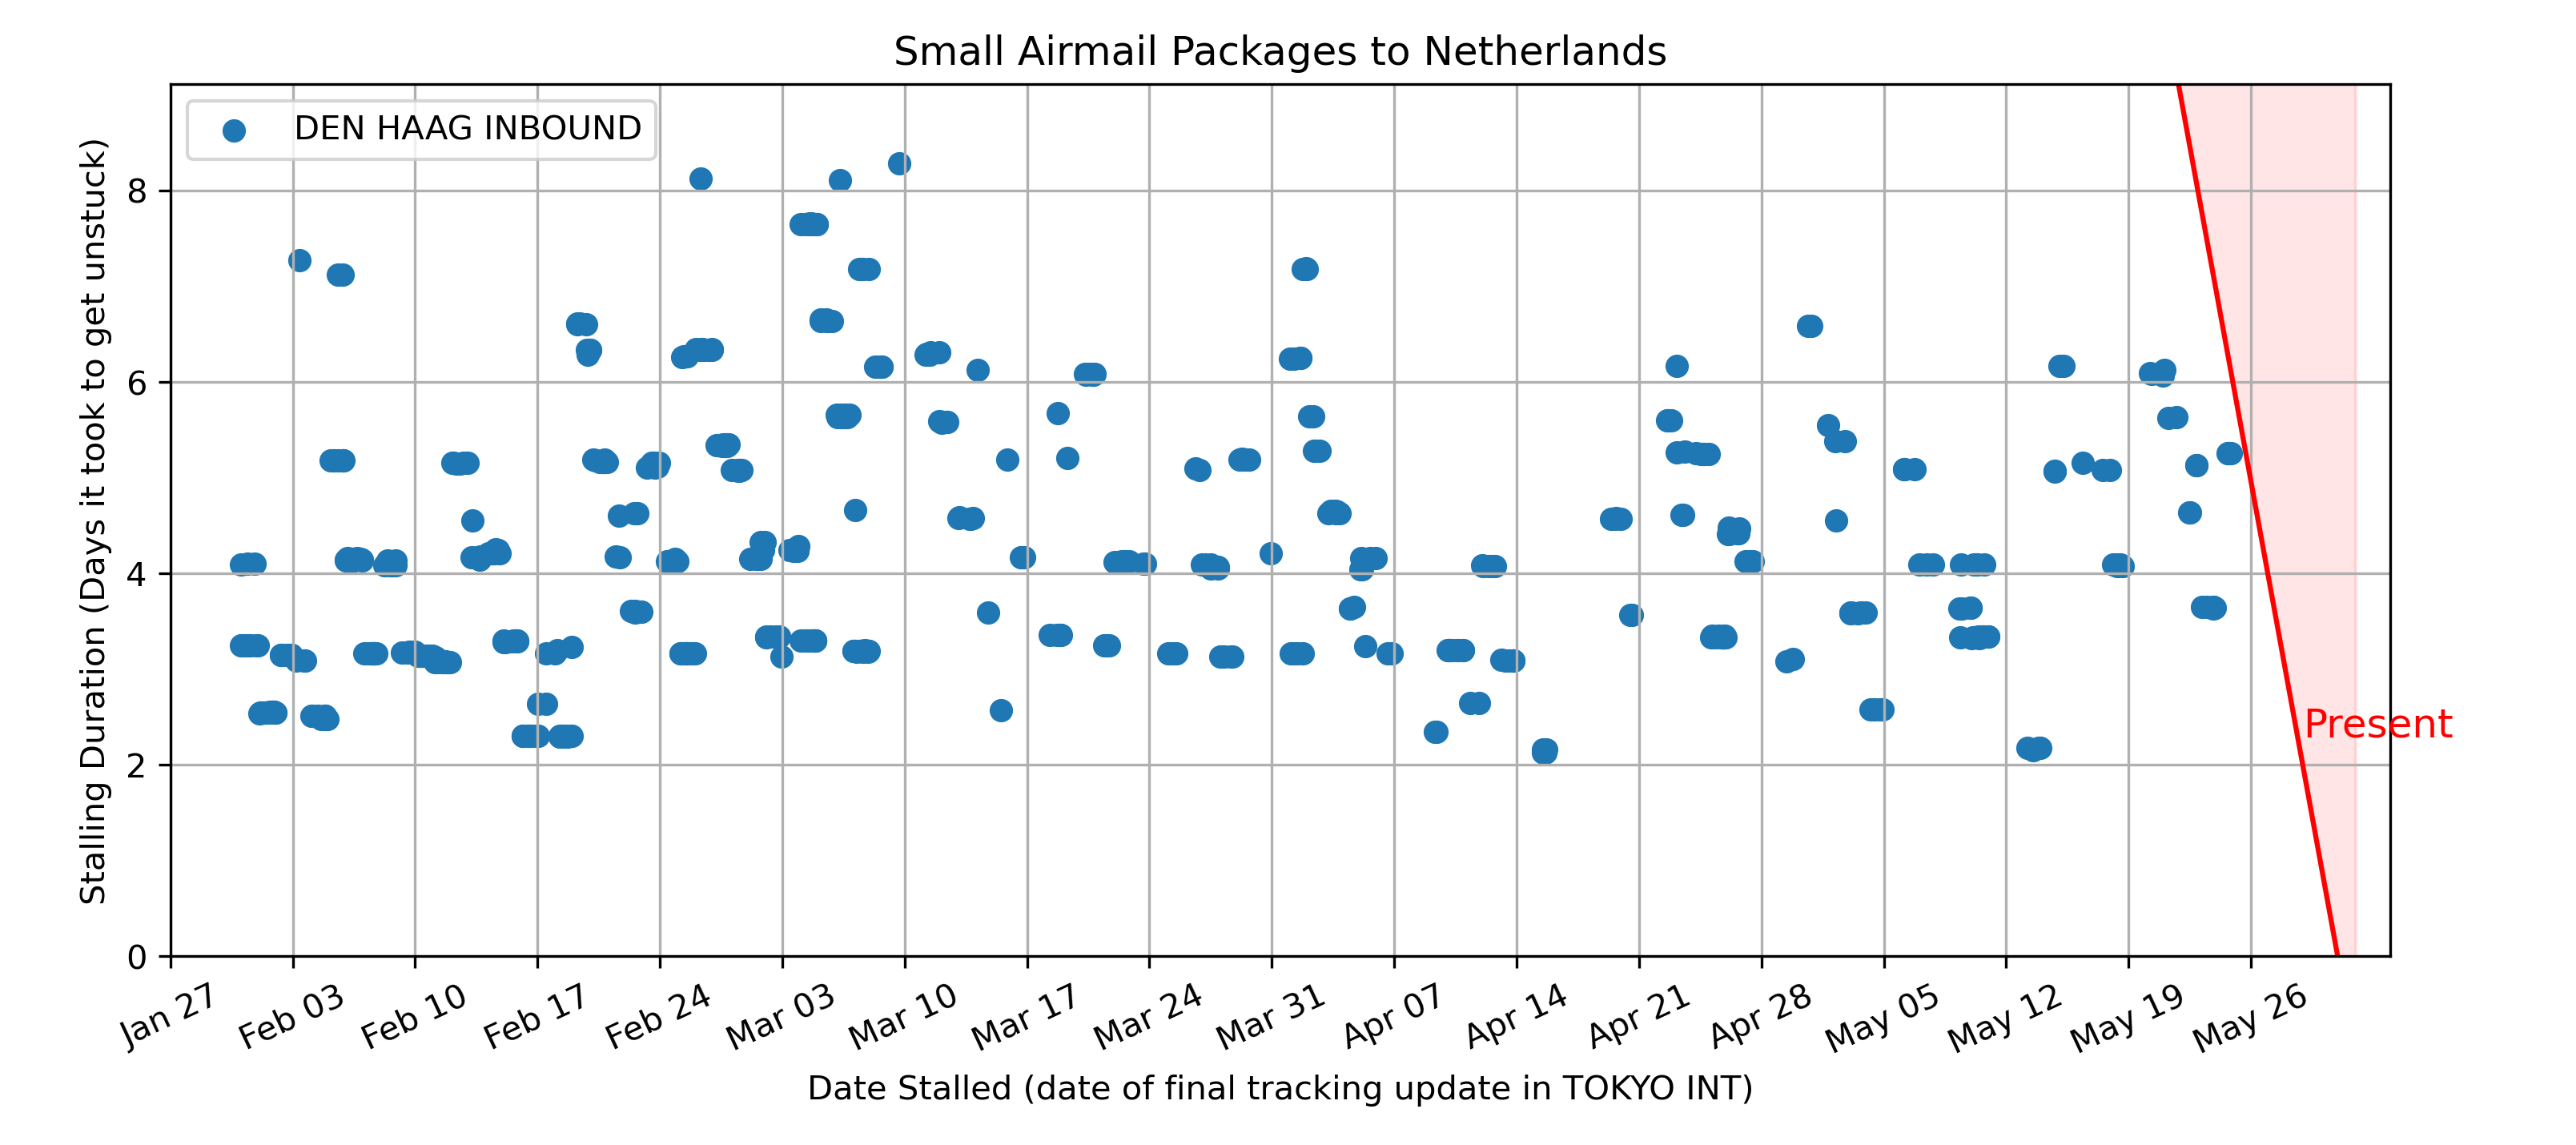 Small Airmail Packages to Netherlands
DEN HAAG INBOUND
Stalling Duration (Days it took to get unstuck)
8
6
4
2
0
Present
Jan 27
Feb 03
Feb 10
Feb 17
Feb 24
Mar 03
Mar 10
Mar 17
Mar 24
Mar 31
Apr 07
Apr 14
Apr 21
Apr 28
May 05
May 12
May 19
May 26
Date Stalled (date of final tracking update in TOKYO INT)